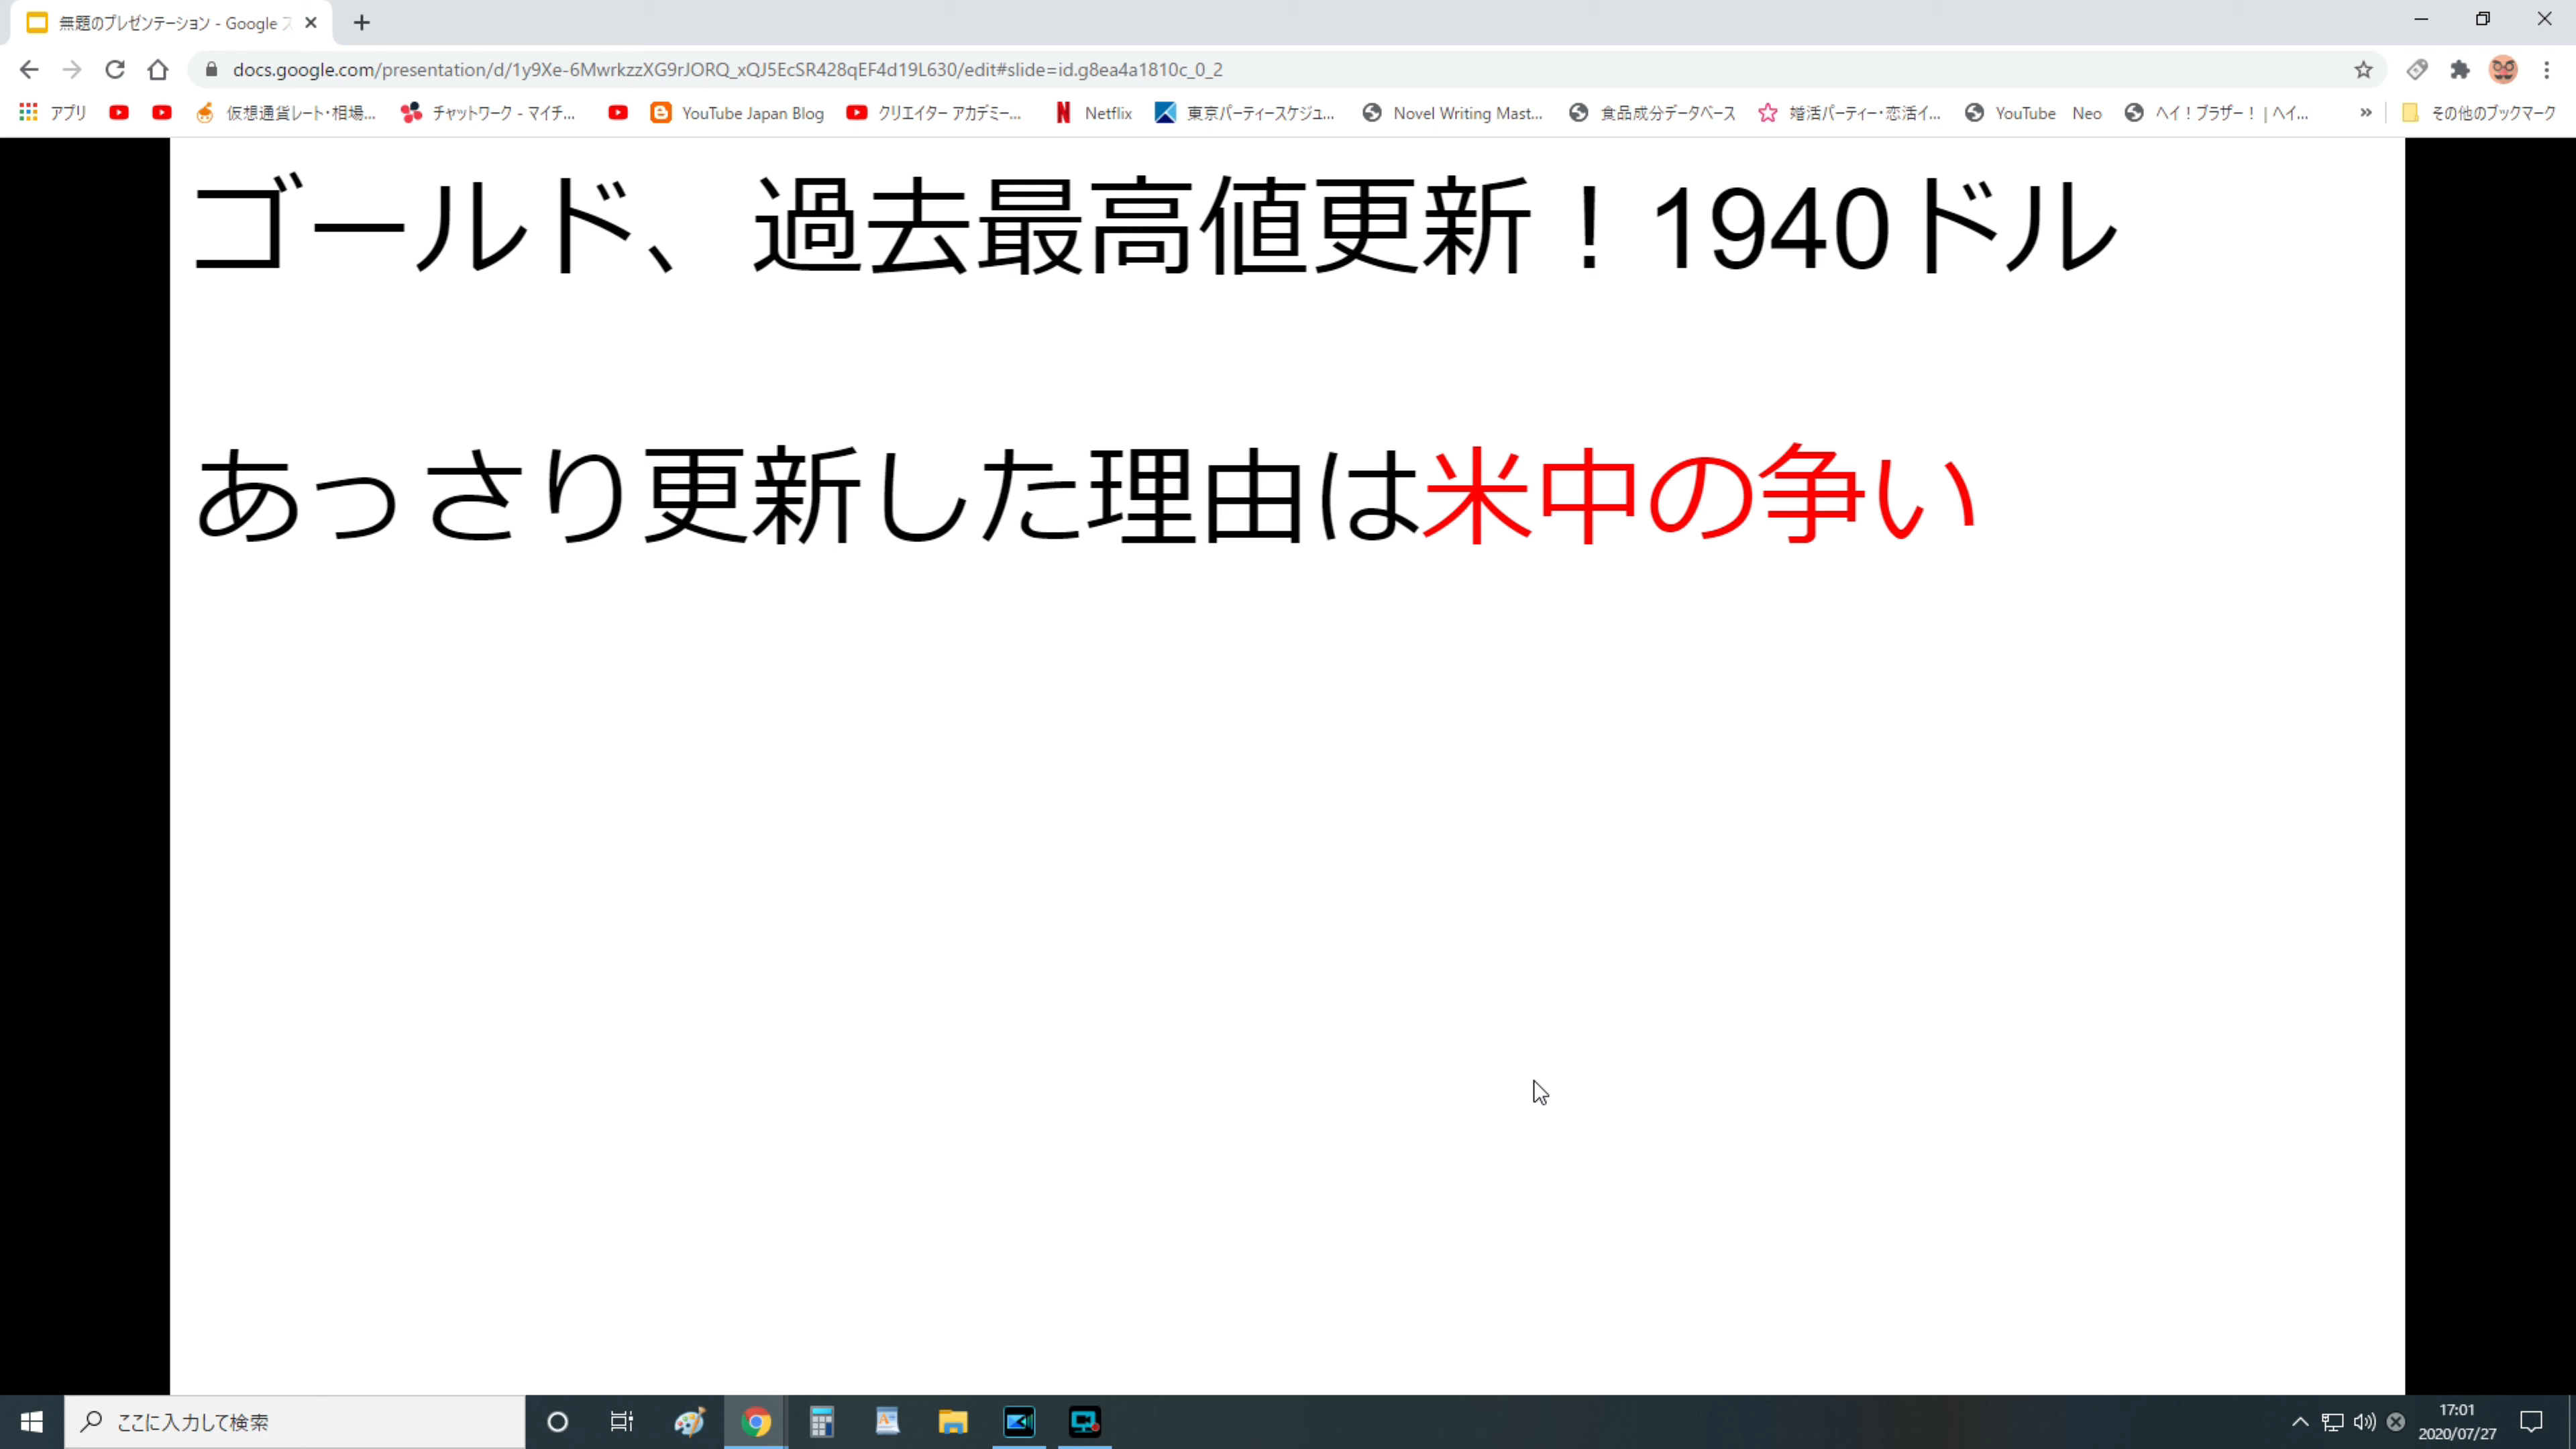 無題のプレゼンテーション - Google ス
docs.google.com/presentation/d/1y9Xe-6MwrkzzXG9rJORQ_xQJ5EcSR428qEF4d19L630/edit#slide=id.g8ea4a1810c_0_2
アプリ 仮想通貨レート・相場... チャットワーク - マイチ... YouTube Japan Blog クリエイター アカデミー... Netflix 東京パーティースケジュ... Novel Writing Mast... 食品成分データベース 婚活パーティー・恋活イ... YouTube Neo ヘイ！ブラザー！ | ヘイ... » その他のブックマーク
ゴールド、過去最高値更新！1940ドル
あっさり更新した理由は米中の争い
ここに入力して検索
17:01
2020/07/27